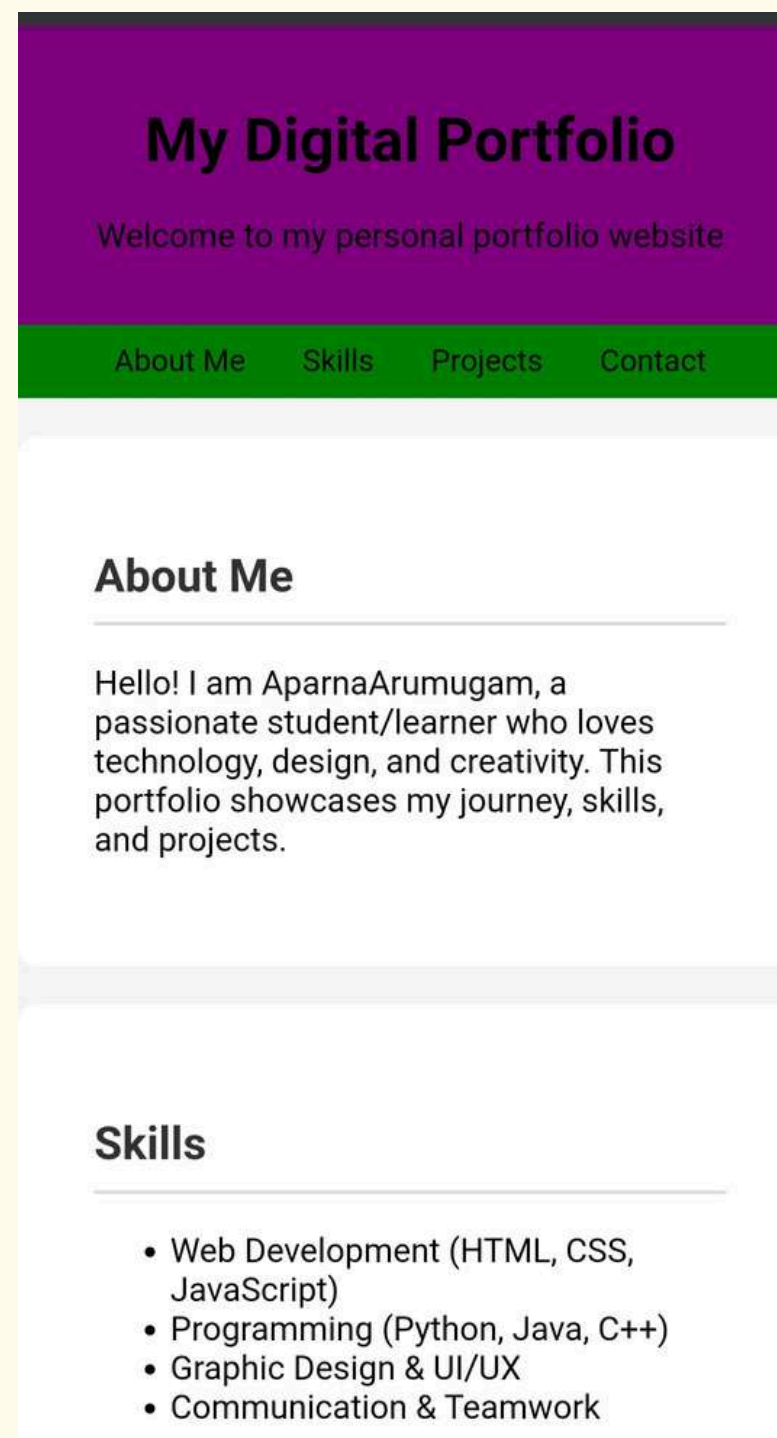 My Digital Portfolio
Welcome to my personal portfolio website
About Me Skills Projects Contact
About Me
Hello! I am AparnaArumugam, a
passionate student/learner who loves
technology, design, and creativity. This
portfolio showcases my journey, skills,
and projects.
Skills
• Web Development (HTML, CSS,
JavaScript)
• Programming (Python, Java, C++)
• Graphic Design & UI/UX
• Communication & Teamwork